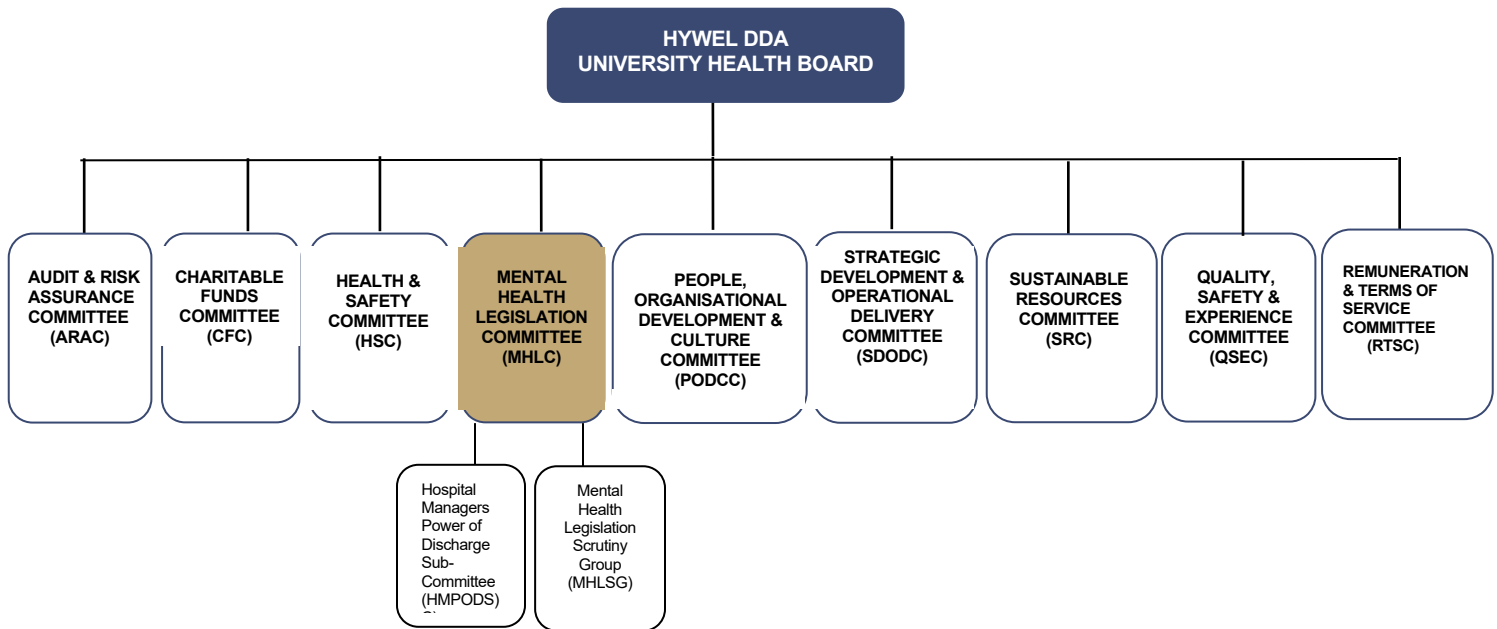 HYWEL DDA
UNIVERSITY HEALTH BOARD
AUDIT & RISK
ASSURANCE
COMMITTEE
(ARAC)
CHARITABLE
FUNDS
COMMITTEE
(CFC)
HEALTH &
SAFETY
COMMITTEE
(HSC)
MENTAL
HEALTH
LEGISLATION
COMMITTEE
(MHLC)
PEOPLE,
ORGANISATIONAL
DEVELOPMENT &
CULTURE
COMMITTEE
(PODCC)
STRATEGIC
DEVELOPMENT &
OPERATIONAL
DELIVERY
COMMITTEE
(SDODC)
SUSTAINABLE
RESOURCES
COMMITTEE
(SRC)
QUALITY,
SAFETY &
EXPERIENCE
COMMITTEE
(QSEC)
REMUNERATION
& TERMS OF
SERVICE
COMMITTEE
(RTSC)
Hospital
Managers
Power of
Discharge
Sub-
Committee
(HMPODS)
Mental
Health
Legislation
Scrutiny
Group
(MHLSG)